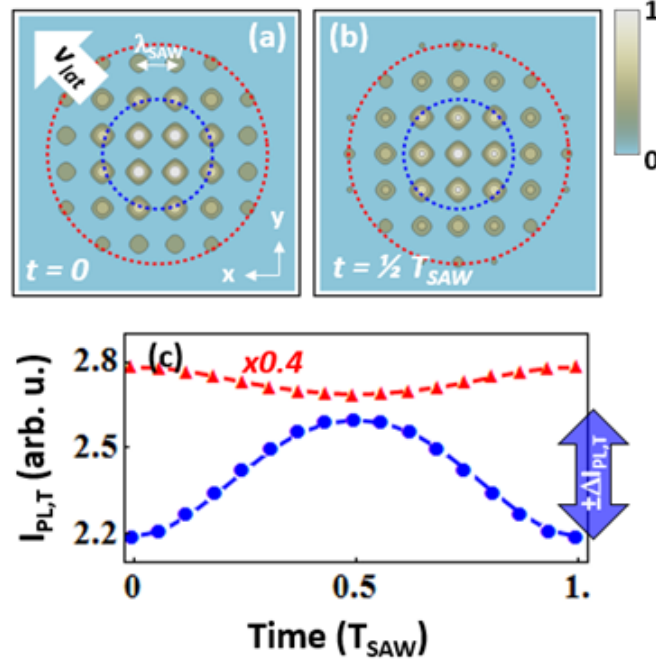 (a)
(b)
1
0
v_lat
λ_SAW
y
x
t = 0
t = ½ T_SAW
(c)
x0.4
2.8
2.5
2.2
I_PL,T (arb. u.)
±ΔI_PL,T
0
0.5
1.
Time (T_SAW)